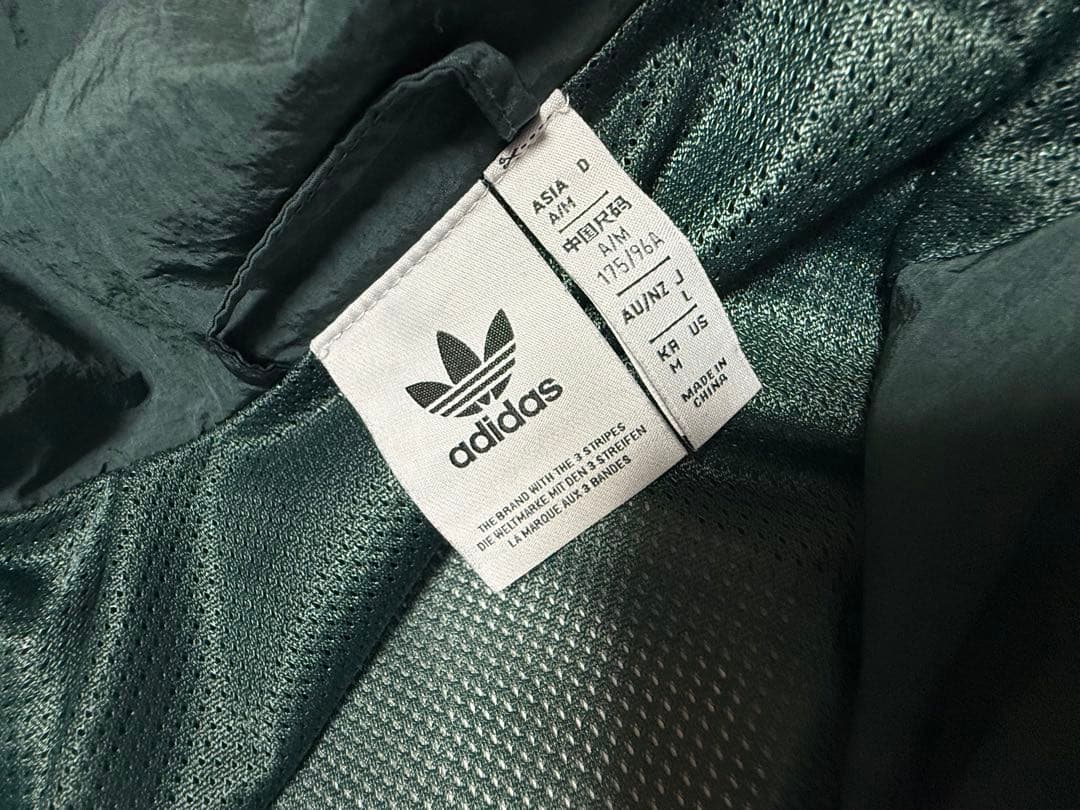 adidas
THE BRAND WITH THE 3 STRIPES
DIE WELTMARKE MIT DEN 3 STREIFEN
LA MARQUE AUX 3 BANDES
ASIA D
A/M
中国尺码
A/M
175/96A
AU/NZ J
L
KR US
M
MADE IN
CHINA